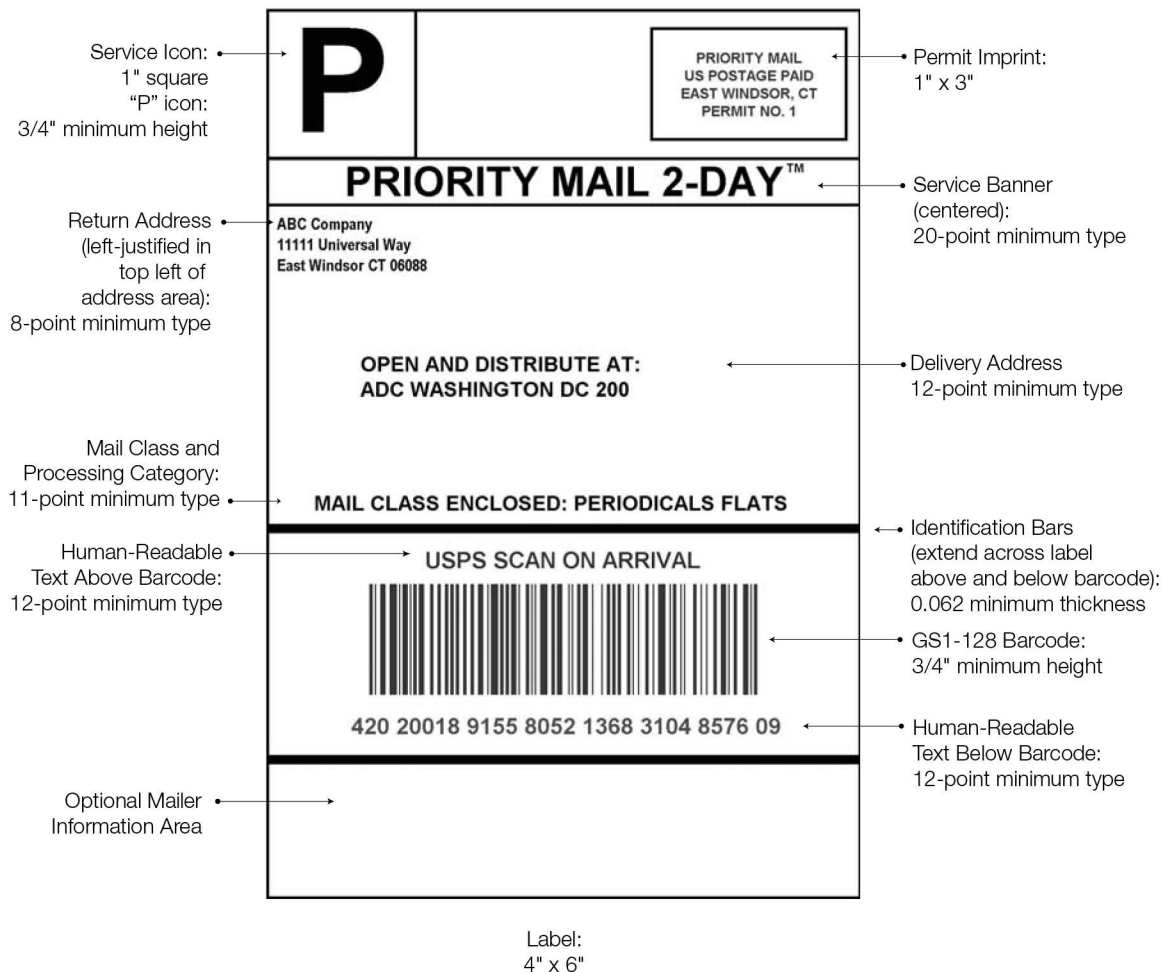 Service Icon:
1" square
“P” icon:
3/4" minimum height
P
PRIORITY MAIL
US POSTAGE PAID
EAST WINDSOR, CT
PERMIT NO. 1
Permit Imprint:
1" x 3"
PRIORITY MAIL 2-DAY™
Service Banner
(centered):
20-point minimum type
Return Address
(left-justified in
top left of
address area):
8-point minimum type
ABC Company
11111 Universal Way
East Windsor CT 06088
OPEN AND DISTRIBUTE AT:
ADC WASHINGTON DC 200
Delivery Address
12-point minimum type
Mail Class and
Processing Category:
11-point minimum type
MAIL CLASS ENCLOSED: PERIODICALS FLATS
Identification Bars
(extend across label
above and below barcode):
0.062 minimum thickness
Human-Readable
Text Above Barcode:
12-point minimum type
USPS SCAN ON ARRIVAL
GS1-128 Barcode:
3/4" minimum height
420 20018 9155 8052 1368 3104 8576 09
Human-Readable
Text Below Barcode:
12-point minimum type
Optional Mailer
Information Area
Label:
4" x 6"